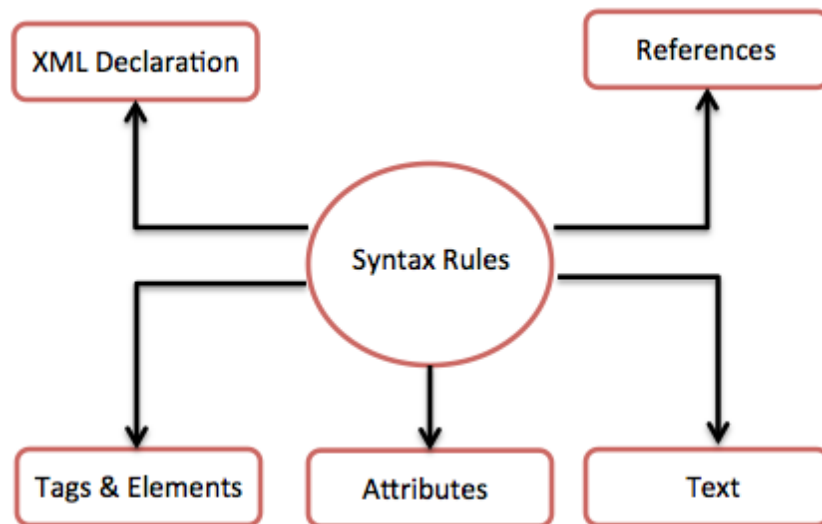 XML Declaration
References
Syntax Rules
Tags & Elements
Attributes
Text